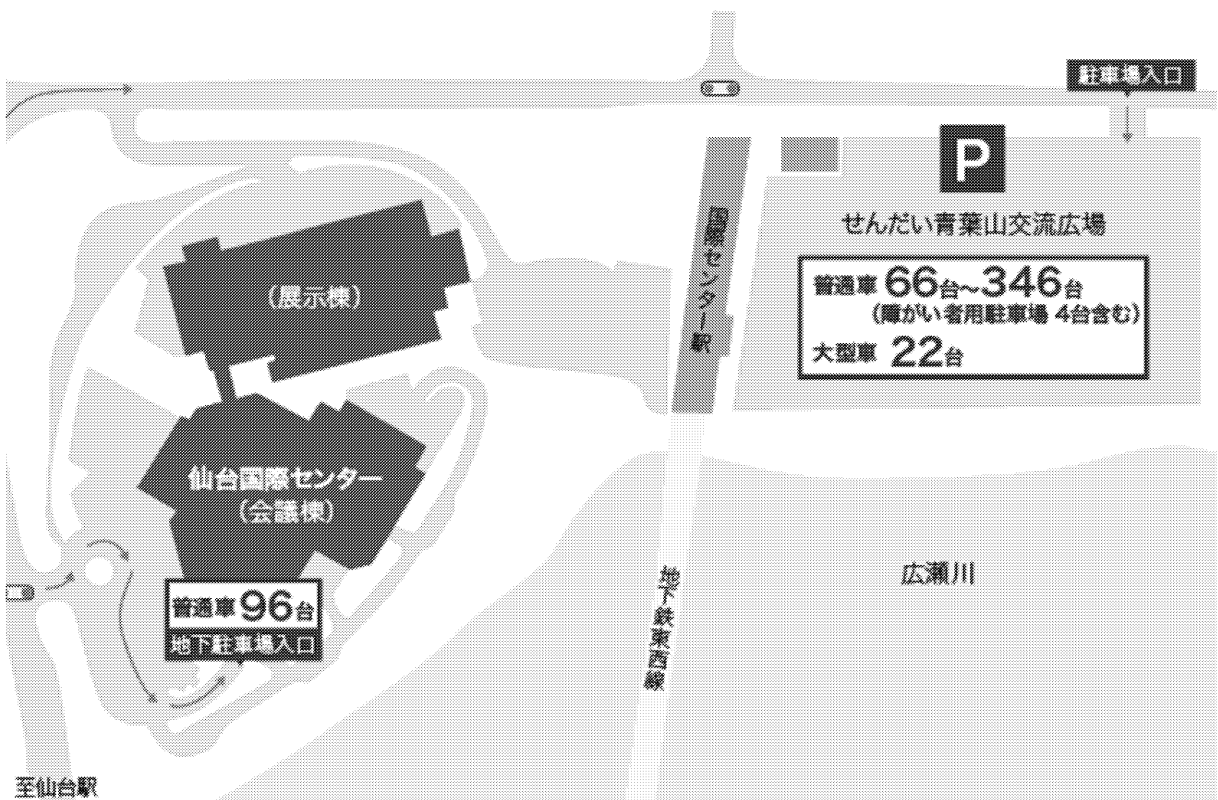 駐車場入口
P
せんだい青葉山交流広場
普通車 66台~346台
(障がい者用駐車場 4台含む)
大型車 22台
国際センター駅
(展示棟)
仙台国際センター
(会議棟)
普通車 96台
地下駐車場入口
地下鉄東西線
広瀬川
至仙台駅